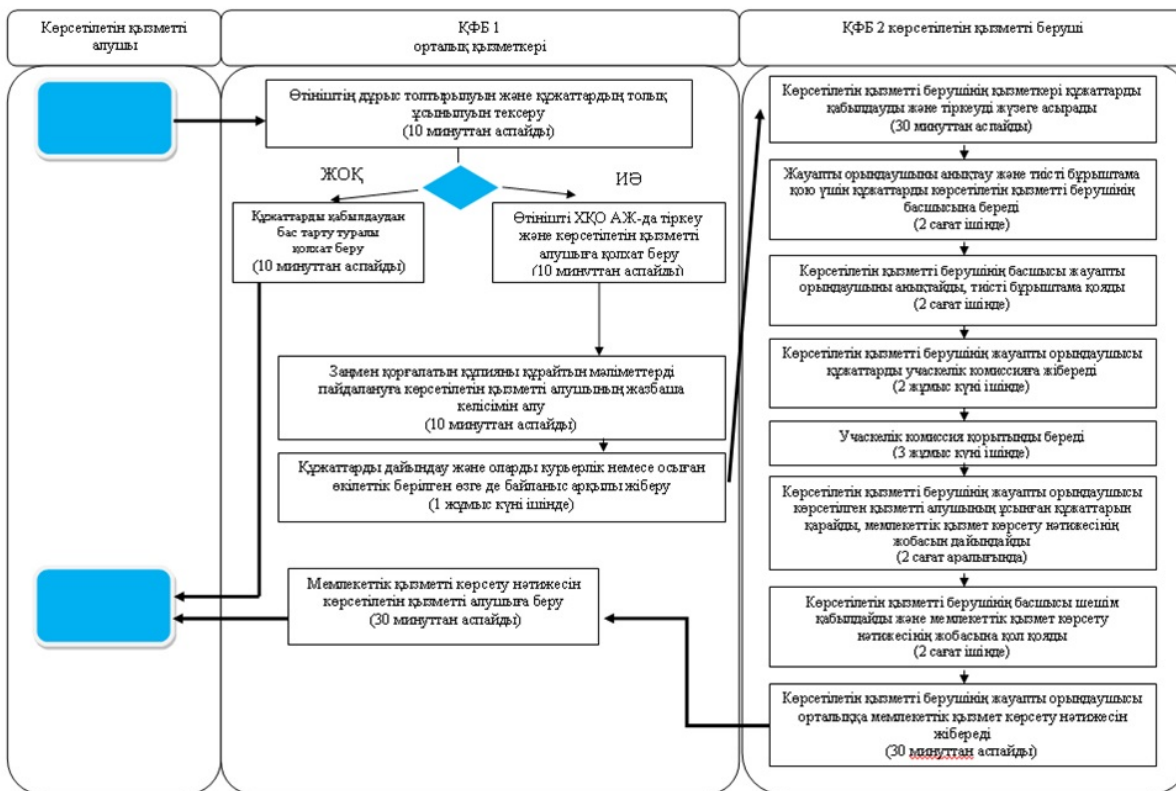 Көрсетілетін қызметті
алушы
ҚФБ 1
орталық қызметкері
ҚФБ 2 көрсетілетін қызметті беруші
Өтініштің дұрыс толтырылуын және құжаттардың толық
ұсынылуын тексеру
(10 минуттан аспайды)
ЖОҚ
ИӘ
Құжаттарды қабылдаудан
бас тарту туралы
қолхат беру
(10 минуттан аспайды)
Өтінішті ХҚО АЖ-да тіркеу
және көрсетілетін қызметті
алушыға қолхат беру
(10 минуттан аспайды)
Заңмен қорғалатын құпияны құрайтын мәліметтерді
пайдалануға көрсетілетін қызметті алушының жазбаша
келісімін алу
(10 минуттан аспайды)
Құжаттарды дайындау және оларды курьерлік немесе осыған
өкілеттік берілген өзге де байланыс арқылы жіберу
(1 жұмыс күні ішінде)
Мемлекеттік қызметті көрсету нәтижесін
көрсетілетін қызметті алушыға беру
(30 минуттан аспайды)
Көрсетілетін қызметті берушінің қызметкері құжаттарды
қабылдауды және тіркеуді жүзеге асырады
(30 минуттан аспайды)
Жауапты орындаушыны анықтау және тиісті бұрыштама
қою үшін құжаттарды көрсетілетін қызметті берушінің
басшысына береді
(2 сағат ішінде)
Көрсетілетін қызметті берушінің басшысы жауапты
орындаушыны анықтайды, тиісті бұрыштама қояды
(2 сағат ішінде)
Көрсетілетін қызметті берушінің жауапты орындаушысы
құжаттарды учаскелік комиссияға жібереді
(2 жұмыс күні ішінде)
Учаскелік комиссия қорытынды береді
(3 жұмыс күні ішінде)
Көрсетілетін қызметті берушінің жауапты орындаушысы
көрсетілген қызметті алушының ұсынған құжаттарын
қарайды, мемлекеттік қызмет көрсету нәтижесінің
жобасын дайындайды
(2 сағат аралығында)
Көрсетілетін қызметті берушінің басшысы шешім
қабылдайды және мемлекеттік қызмет көрсету
нәтижесінің жобасына қол қояды
(2 сағат ішінде)
Көрсетілетін қызметті берушінің жауапты орындаушысы
орталыққа мемлекеттік қызмет көрсету нәтижесін
жібереді
(30 минуттан аспайды)